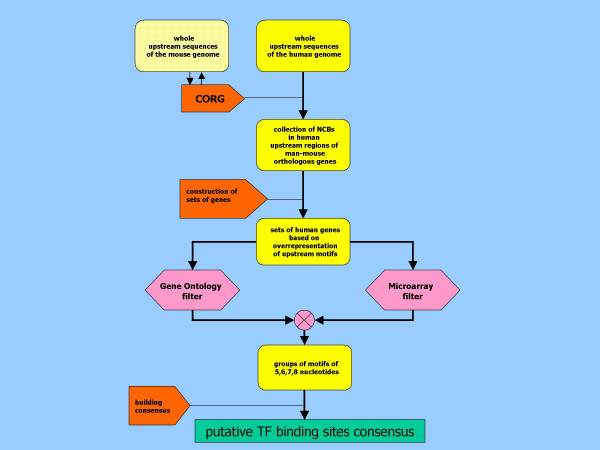 whole
upstream sequences
of the mouse genome
whole
upstream sequences
of the human genome
CORG
collection of NCBs
in human
upstream regions of
man-mouse
orthologous genes
construction of
sets of genes
sets of human genes
based on
overrepresentation
of upstream motifs
Gene Ontology
filter
Microarray
filter
groups of motifs of
5,6,7,8 nucleotides
building
consensus
putative TF binding sites consensus